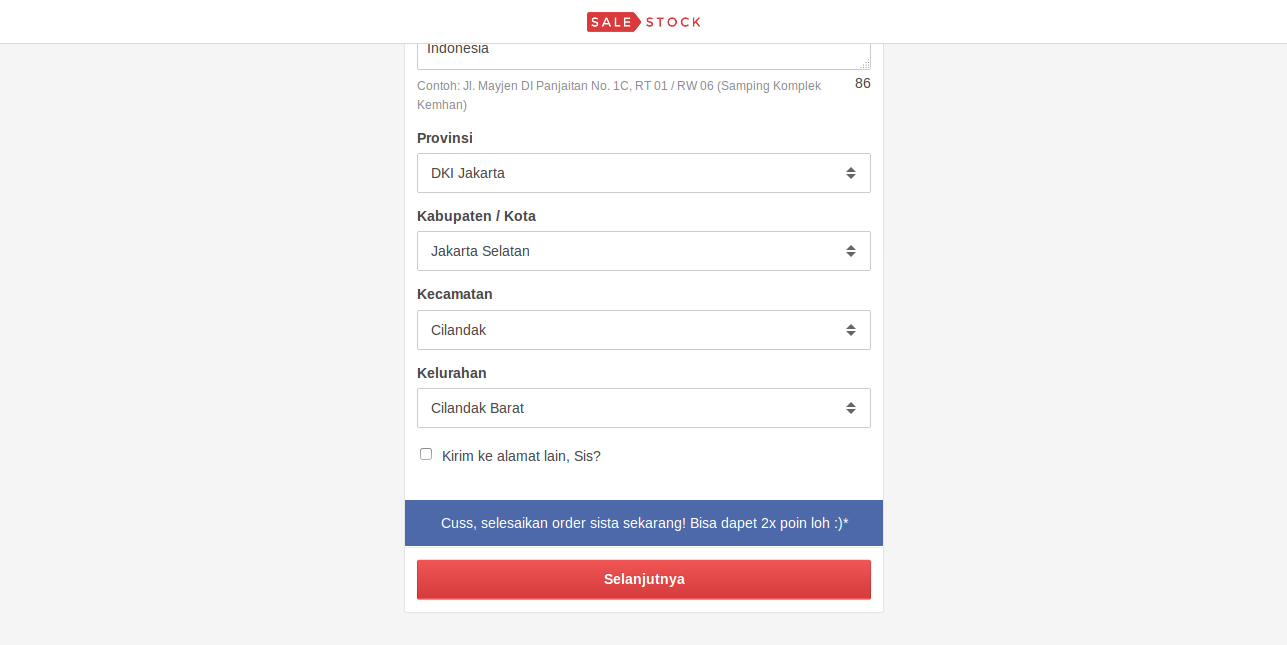 SALE STOCK
Indonesia
Contoh: Jl. Mayjen DI Panjaitan No. 1C, RT 01 / RW 06 (Samping Komplek
Kemhan)
86
Provinsi
DKI Jakarta
Kabupaten / Kota
Jakarta Selatan
Kecamatan
Cilandak
Kelurahan
Cilandak Barat
Kirim ke alamat lain, Sis?
Cuss, selesaikan order sista sekarang! Bisa dapet 2x poin loh :)*
Selanjutnya